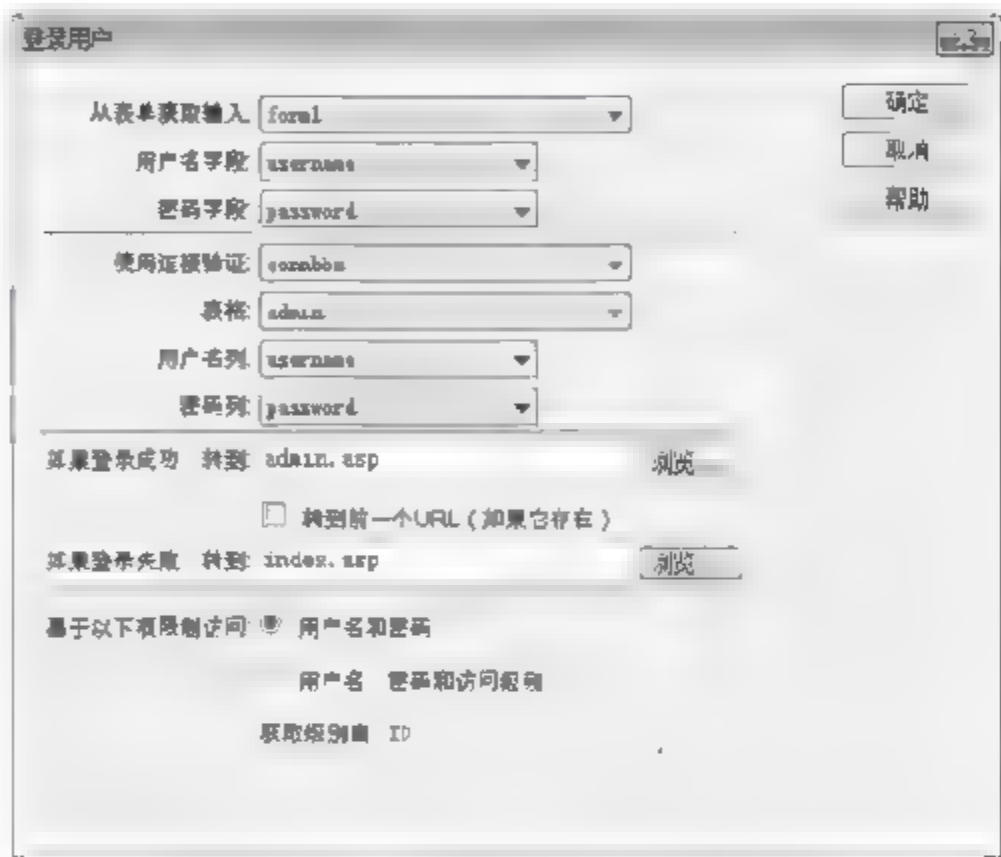 登录用户
从表单获取输入: form1
确定
用户名字段: username
取消
密码字段: password
帮助
使用连接验证:
表格: admin
用户名列: username
密码列: password
如果登录成功 转到: admin.asp 浏览
转到前一个URL(如果它存在)
如果登录失败 转到: index.asp 浏览
基于以下项限制访问: 用户名和密码
用户名 密码和访问级别
获取级别自 ID